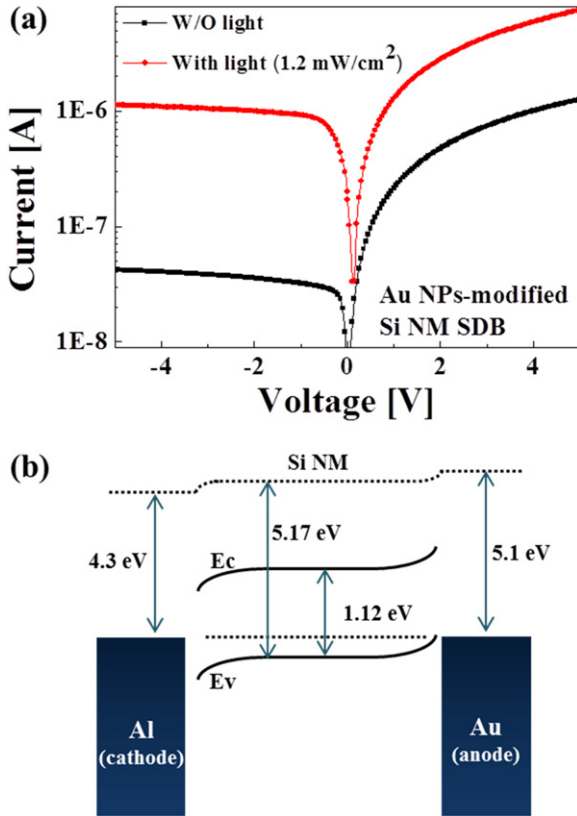 (a)
W/O light
With light (1.2 mW/cm²)
1E-6
1E-7
1E-8
Current [A]
Au NPs-modified
Si NM SDB
-4 -2 0 2 4
Voltage [V]
(b)
Si NM
4.3 eV
5.17 eV
5.1 eV
Ec
1.12 eV
Ev
Al
(cathode)
Au
(anode)